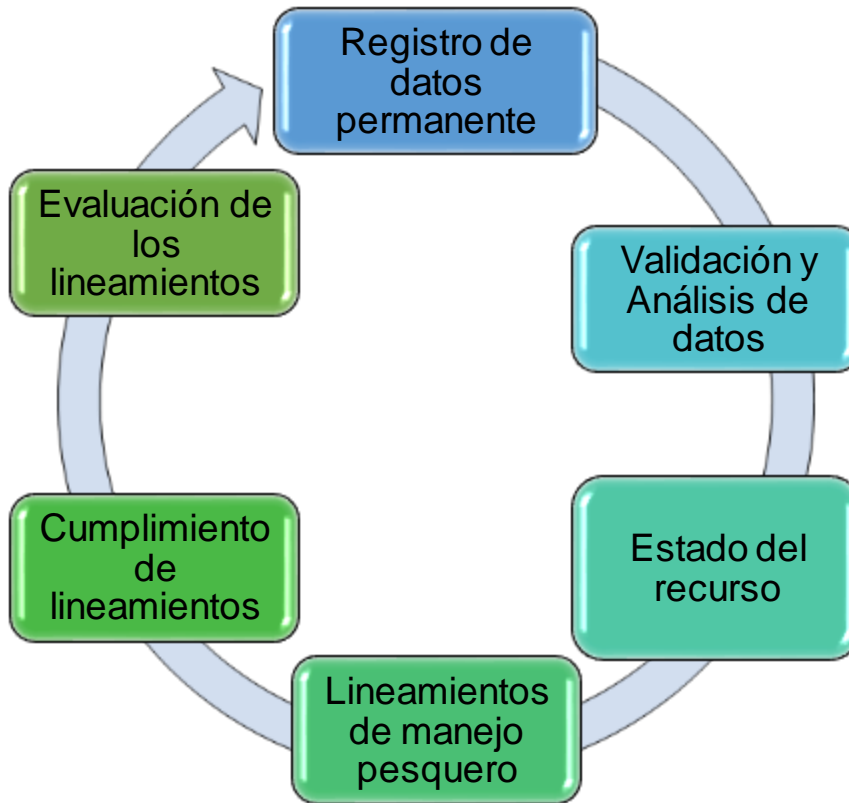 Registro de
datos
permanente
Validación y
Análisis de
datos
Estado del
recurso
Lineamientos
de manejo
pesquero
Cumplimiento
de
lineamientos
Evaluación de
los
lineamientos